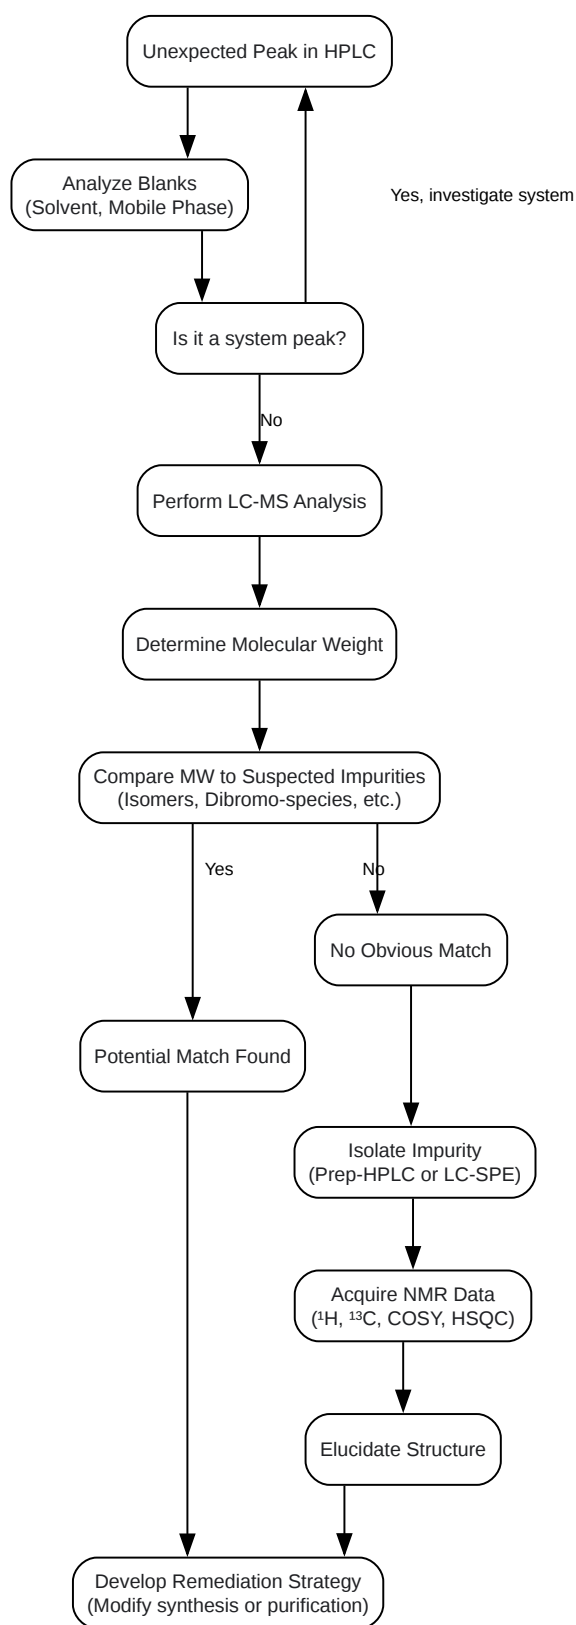 Unexpected Peak in HPLC
Analyze Blanks
(Solvent, Mobile Phase)
Yes, investigate system
Is it a system peak?
No
Perform LC-MS Analysis
Determine Molecular Weight
Compare MW to Suspected Impurities
(Isomers, Dibromo-species, etc.)
Yes
No
No Obvious Match
Potential Match Found
Isolate Impurity
(Prep-HPLC or LC-SPE)
Acquire NMR Data
(¹H, ¹³C, COSY, HSQC)
Elucidate Structure
Develop Remediation Strategy
(Modify synthesis or purification)